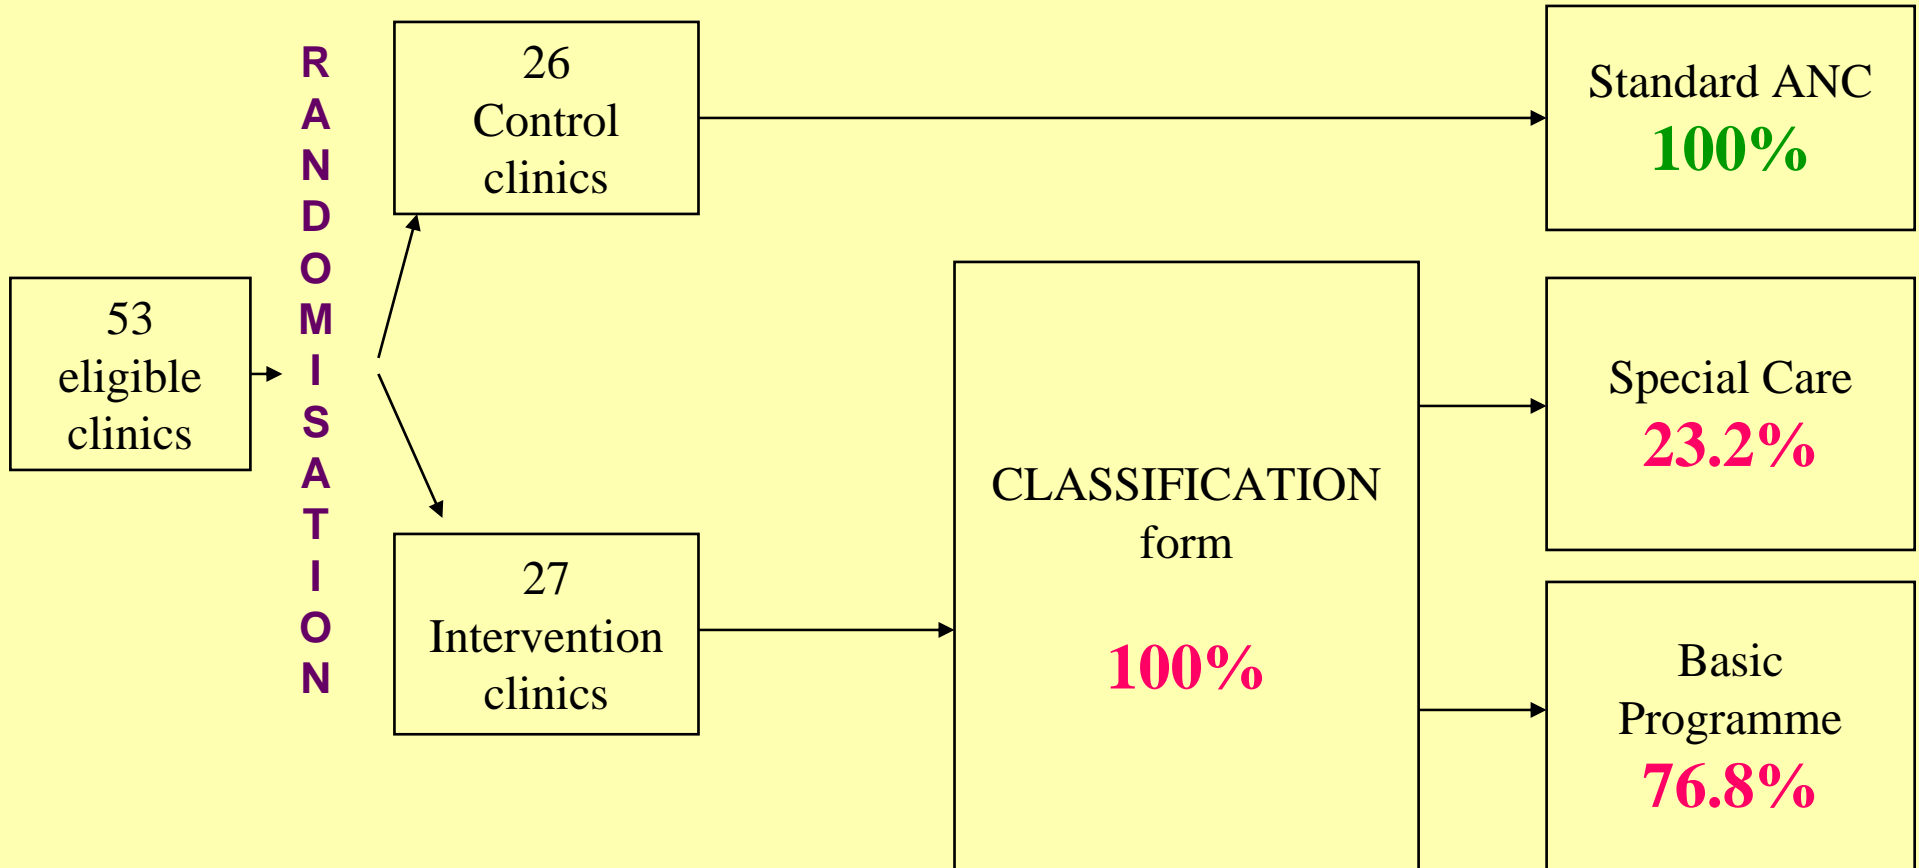 53
eligible
clinics
R
A
N
D
O
M
I
S
A
T
I
O
N
26
Control
clinics
27
Intervention
clinics
CLASSIFICATION
form
100%
Standard ANC
100%
Special Care
23.2%
Basic
Programme
76.8%